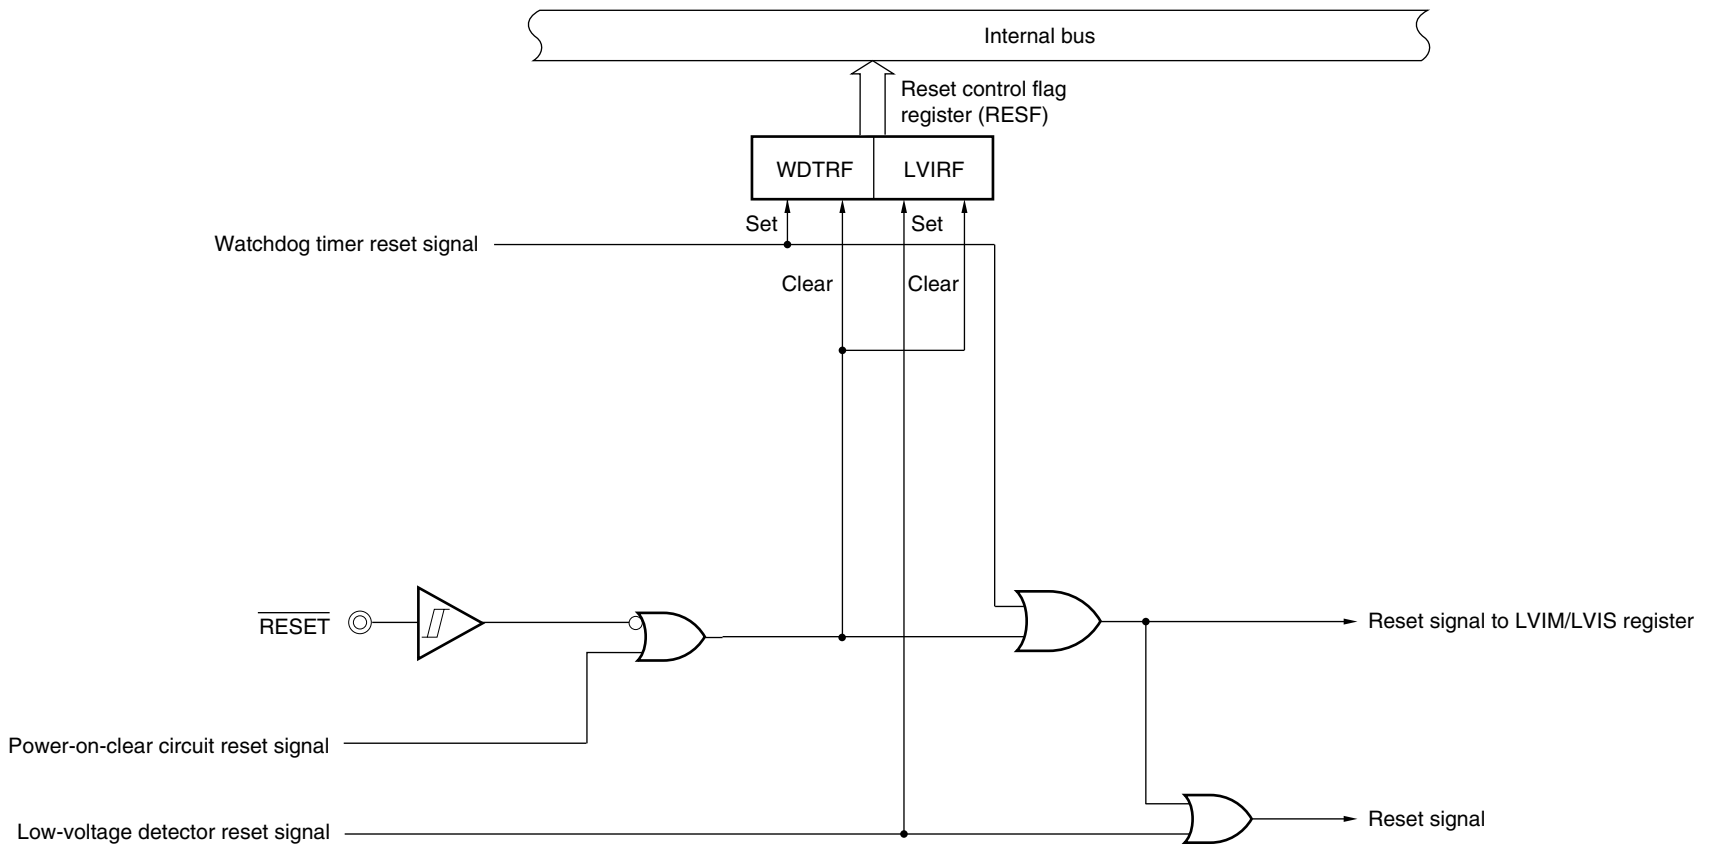 Internal bus
Reset control flag
register (RESF)
WDTRF
LVIRF
Set
Set
Watchdog timer reset signal
Clear
Clear
RESET
Reset signal to LVIM/LVIS register
Power-on-clear circuit reset signal
Low-voltage detector reset signal
Reset signal